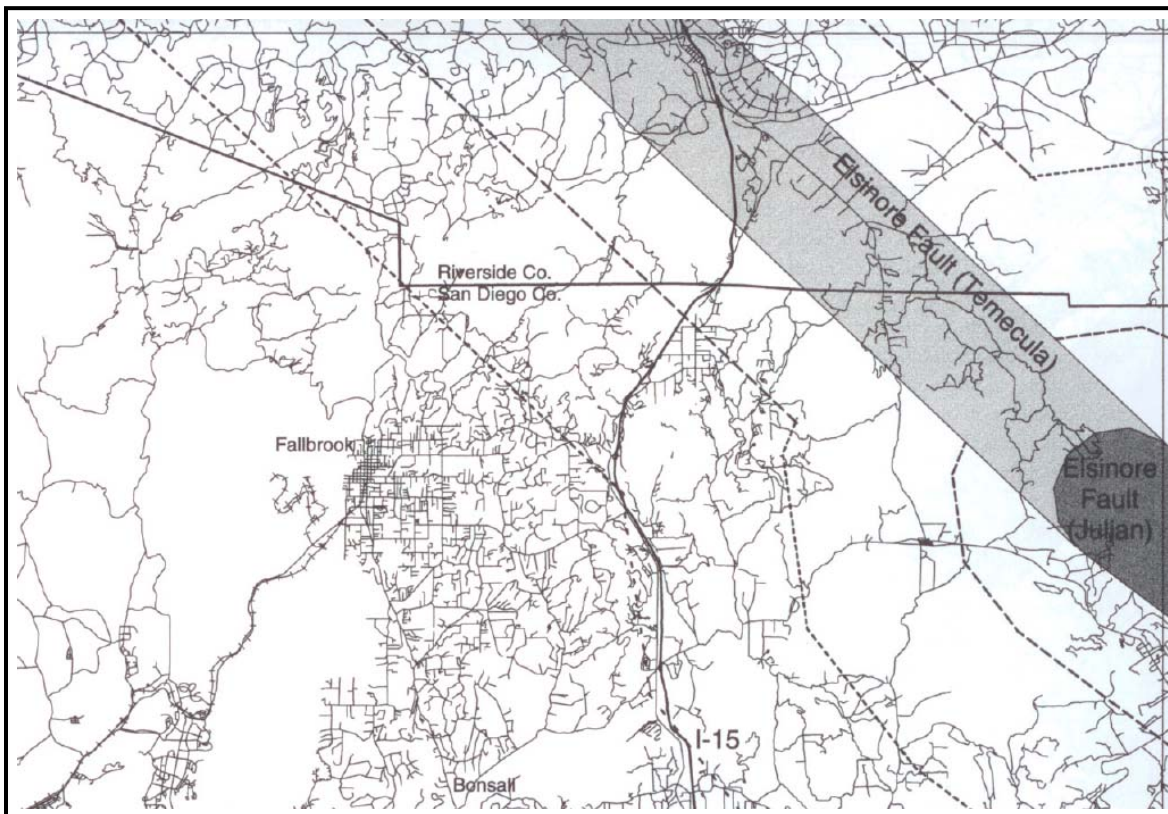 Elsinore Fault (Temecula)
Riverside Co.
San Diego Co.
Fallbrook
Elsinore
Fault
(Julian)
I-15
Bonsall